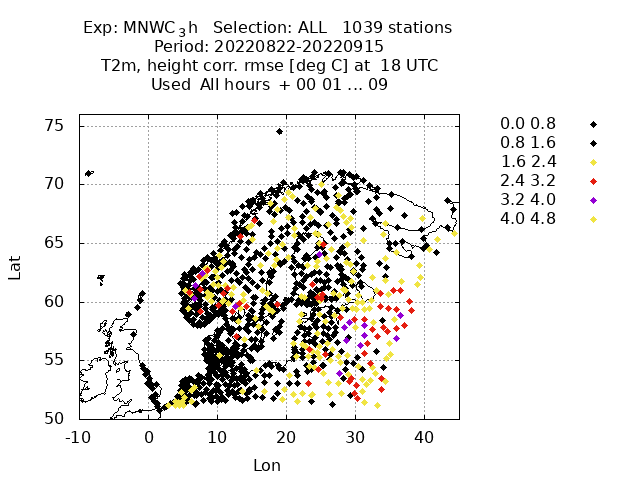 Exp: MNWC_3h   Selection: ALL   1039 stations
Period: 20220822-20220915
T2m, height corr. rmse [deg C] at  18 UTC
Used  All hours  + 00 01 ... 09
0.0 0.8
0.8 1.6
1.6 2.4
2.4 3.2
3.2 4.0
4.0 4.8
75
70
65
60
55
50
Lat
-10 0 10 20 30 40
Lon